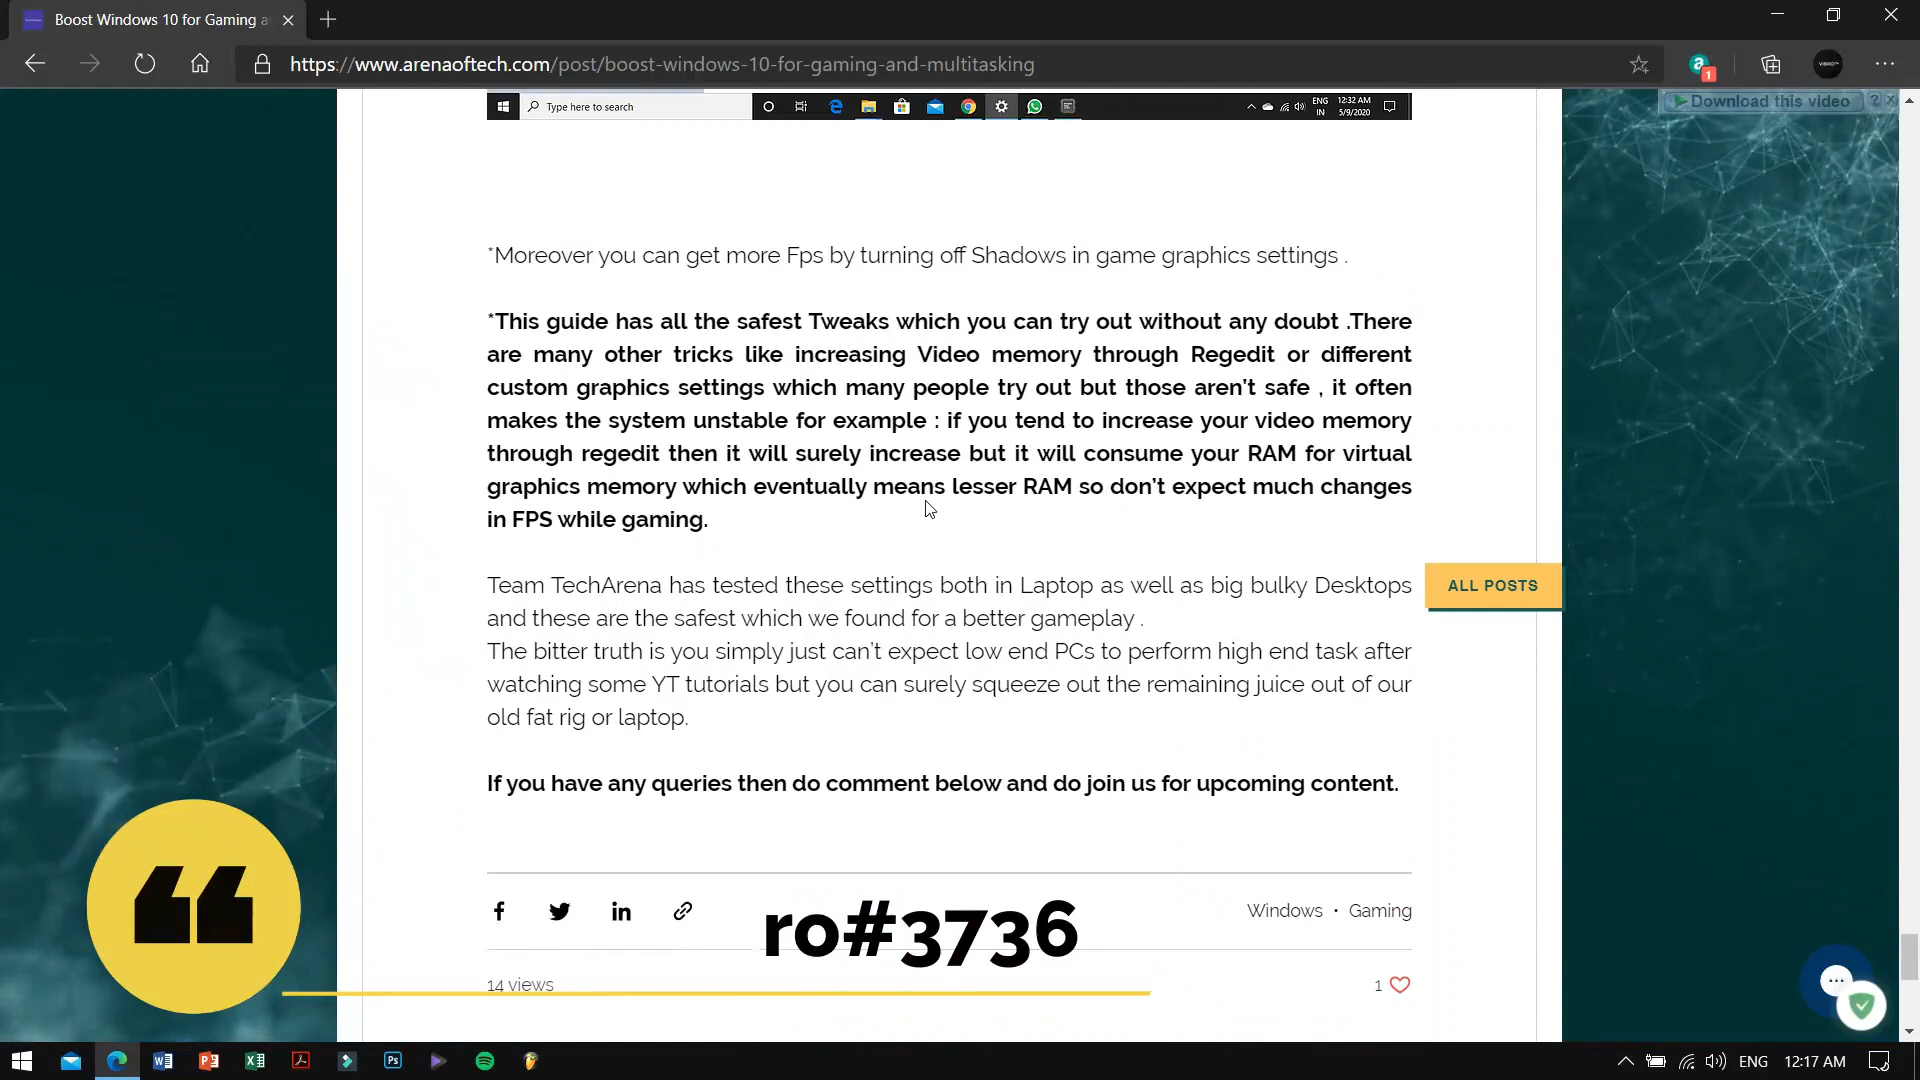 Boost Windows 10 for Gaming a
https://www.arenaoftech.com/post/boost-windows-10-for-gaming-and-multitasking
a
1
VIBRO
Download this video
?
Type here to search
ENG
IN
12:32 AM
5/9/2020
*Moreover you can get more Fps by turning off Shadows in game graphics settings .
*This guide has all the safest Tweaks which you can try out without any doubt .There
are many other tricks like increasing Video memory through Regedit or different
custom graphics settings which many people try out but those aren't safe , it often
makes the system unstable for example : if you tend to increase your video memory
through regedit then it will surely increase but it will consume your RAM for virtual
graphics memory which eventually means lesser RAM so don't expect much changes
in FPS while gaming.
Team TechArena has tested these settings both in Laptop as well as big bulky Desktops
and these are the safest which we found for a better gameplay .
The bitter truth is you simply just can't expect low end PCs to perform high end task after
watching some YT tutorials but you can surely squeeze out the remaining juice out of our
old fat rig or laptop.
ALL POSTS
If you have any queries then do comment below and do join us for upcoming content.
Windows • Gaming
ro#3736
14 views
1
ENG
12:17 AM